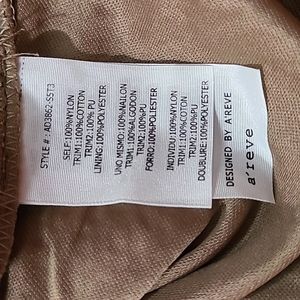 STYLE # : AD3862-S5T3
SELF:100%NYLON
TRIM1:100%COTTON
TRIM2:100% PU
LINING:100%POLYESTER
UNO MISMO:100%NAILON
TRIM1:100%ALGODON
TRIM2:100% PU
FORRO:100%POLIESTER
INDIVIDU:100%NYLON
TRIM1:100%COTON
TRIM2:100% PU
DOUBLURE:100%POLYESTER
DESIGNED BY A'REVE
a'reve